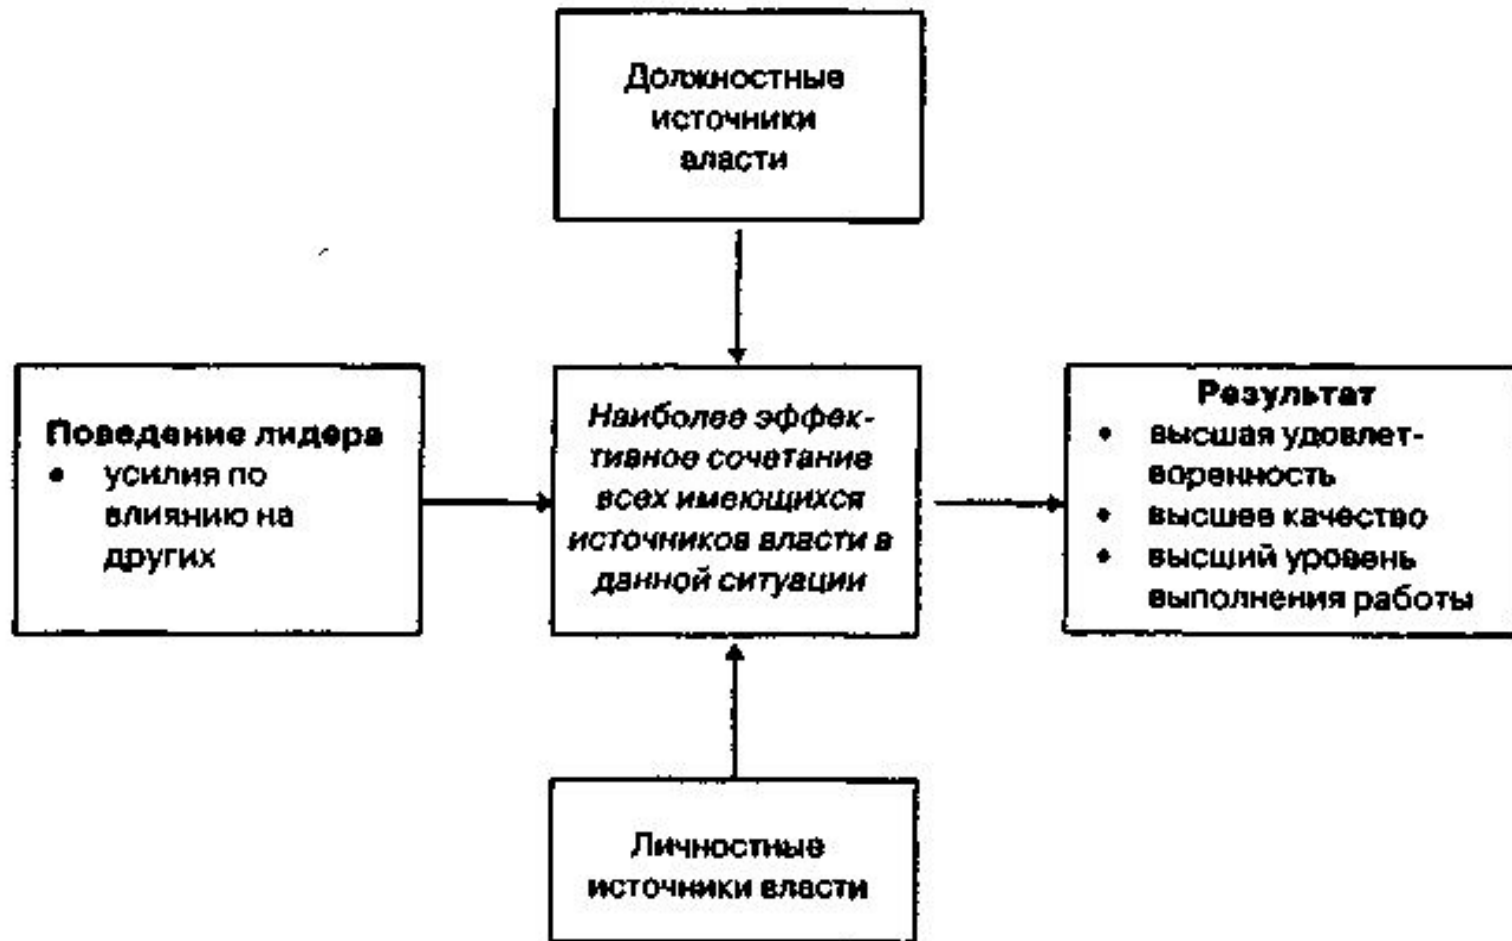 Должностные
источники
власти
Поведение лидера
• усилия по
влиянию на
других
Наиболее эффек-
тивное сочетание
всех имеющихся
источников власти в
данной ситуации
Результат
• высшая удовлет-
воренность
• высшее качество
• высший уровень
выполнения работы
Личностные
источники власти